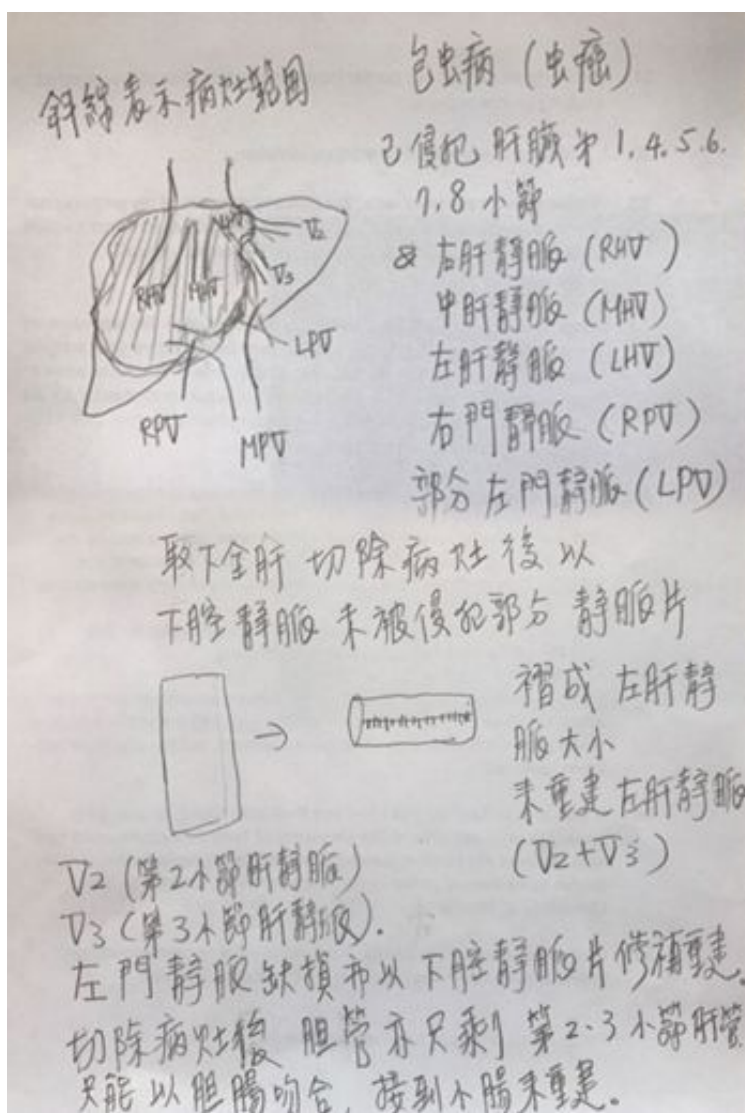 斜線表示病灶範圍
包虫病（虫癌）
已侵犯肝臟第1.4.5.6.
7.8小節
& 右肝靜脈（RHV）
中肝靜脈（MHV）
左肝靜脈（LHV）
右門靜脈（RPV）
部分左門靜脈（LPV）
LHV
V2
V3
RHV
MHV
LPV
RPV
MPV
取下全肝切除病灶後以
下腔靜脈未被侵犯部分靜脈片
→
褶成左肝靜
脈大小
來重建左肝靜脈
（V2+V3）
V2（第2小節肝靜脈）
V3（第3小節肝靜脈）.
左門靜脈缺損亦以下腔靜脈片修補重建。
切除病灶後 胆管亦只剩第2.3小節肝管
只能以胆腸吻合，接到小腸來重建。